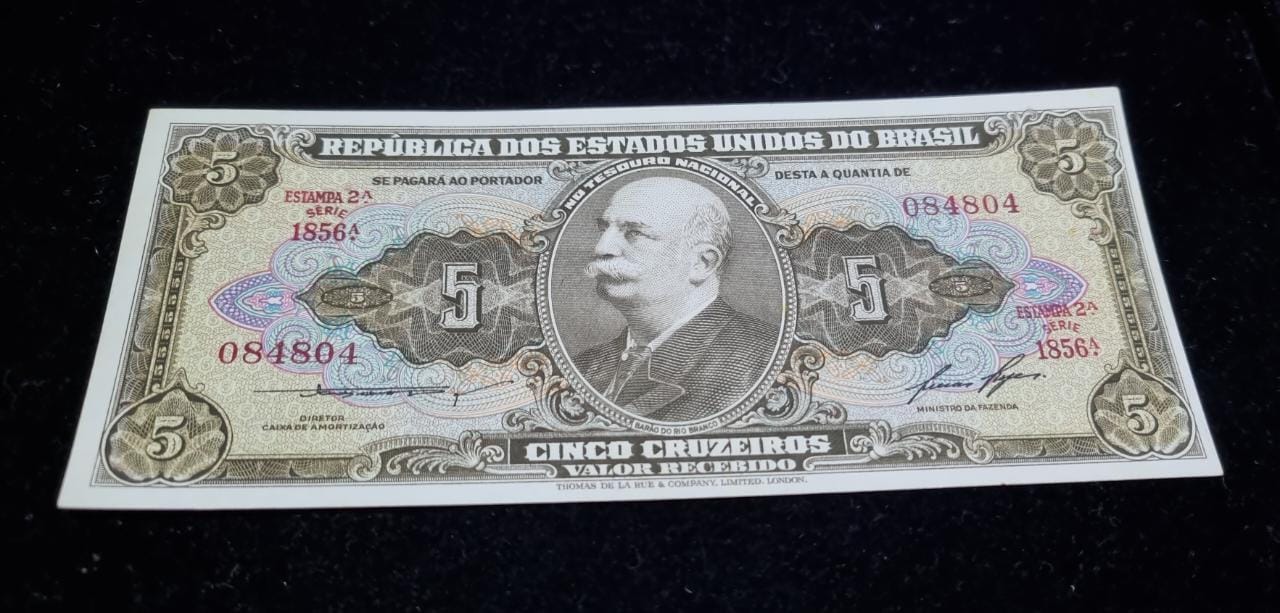 5
REPÚBLICA DOS ESTADOS UNIDOS DO BRASIL
5
SE PAGARÁ AO PORTADOR
NO TESOURO NACIONAL
DESTA A QUANTIA DE
ESTAMPA 2ª
SÉRIE
1856ª
084804
5
5
5
5
084804
ESTAMPA 2ª
SÉRIE
1856ª
DIRETOR
CAIXA DE AMORTIZAÇÃO
MINISTRO DA FAZENDA
BARÃO DO RIO BRANCO
5
CINCO CRUZEIROS
VALOR RECEBIDO
5
THOMAS DE LA RUE & COMPANY, LIMITED. LONDON.